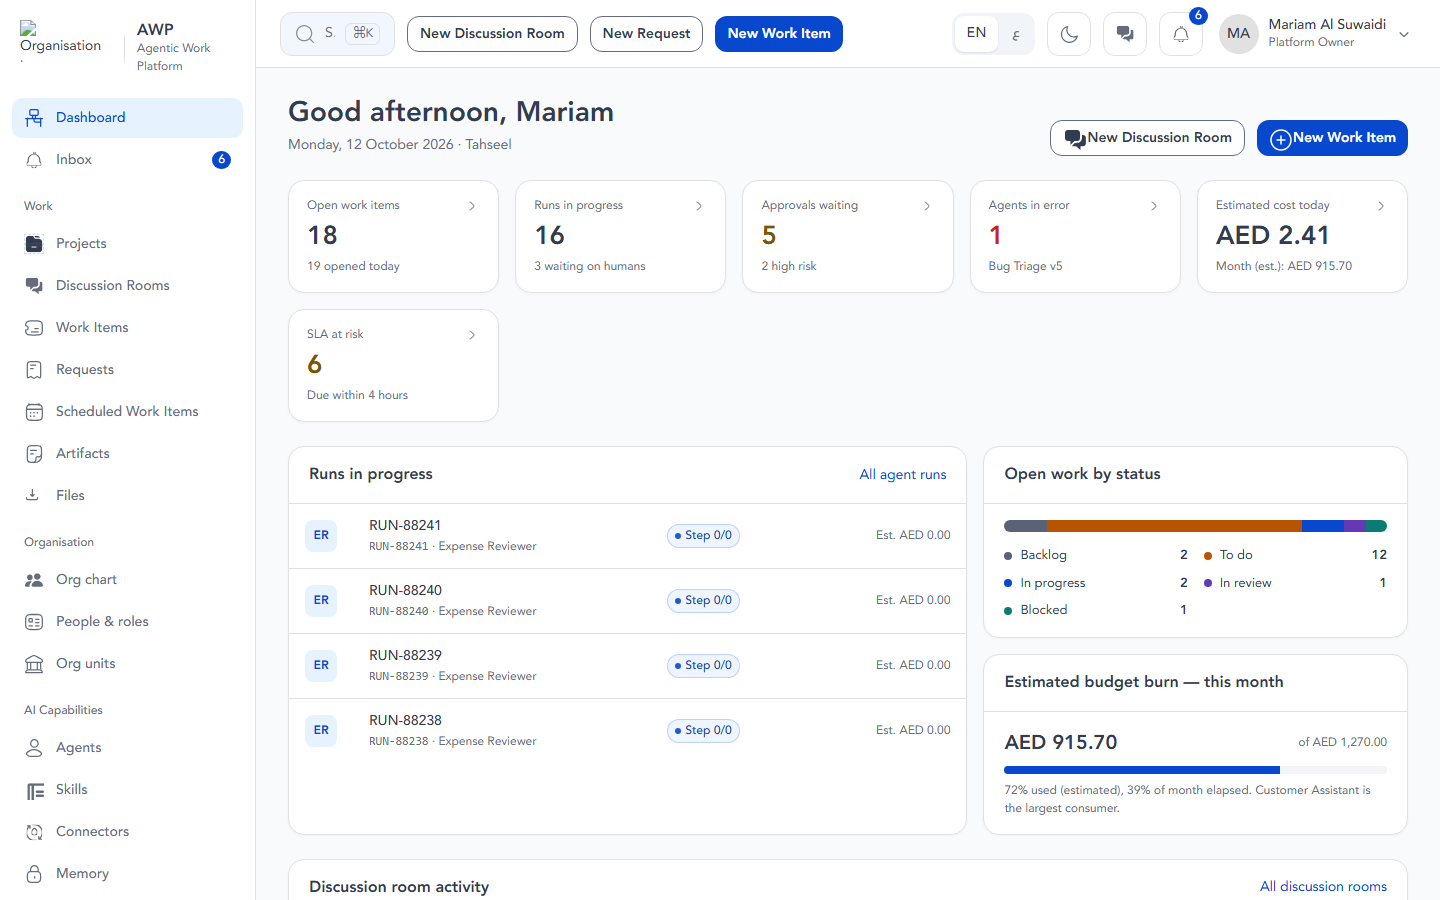 Organisation
.
AWP
Agentic Work
Platform
S.
⌘K
New Discussion Room
New Request
New Work Item
EN
ع
6
MA
Mariam Al Suwaidi
Platform Owner
Dashboard
Inbox
6
Work
Projects
Discussion Rooms
Work Items
Requests
Scheduled Work Items
Artifacts
Files
Organisation
Org chart
People & roles
Org units
AI Capabilities
Agents
Skills
Connectors
Memory
Good afternoon, Mariam
Monday, 12 October 2026 · Tahseel
New Discussion Room
New Work Item
Open work items
18
19 opened today
Runs in progress
16
3 waiting on humans
Approvals waiting
5
2 high risk
Agents in error
1
Bug Triage v5
Estimated cost today
AED 2.41
Month (est.): AED 915.70
SLA at risk
6
Due within 4 hours
Runs in progress
All agent runs
ER
RUN-88241
RUN-88241 · Expense Reviewer
Step 0/0
Est. AED 0.00
ER
RUN-88240
RUN-88240 · Expense Reviewer
Step 0/0
Est. AED 0.00
ER
RUN-88239
RUN-88239 · Expense Reviewer
Step 0/0
Est. AED 0.00
ER
RUN-88238
RUN-88238 · Expense Reviewer
Step 0/0
Est. AED 0.00
Open work by status
Backlog 2
To do 12
In progress 2
In review 1
Blocked 1
Estimated budget burn — this month
AED 915.70
of AED 1,270.00
72% used (estimated), 39% of month elapsed. Customer Assistant is
the largest consumer.
Discussion room activity
All discussion rooms